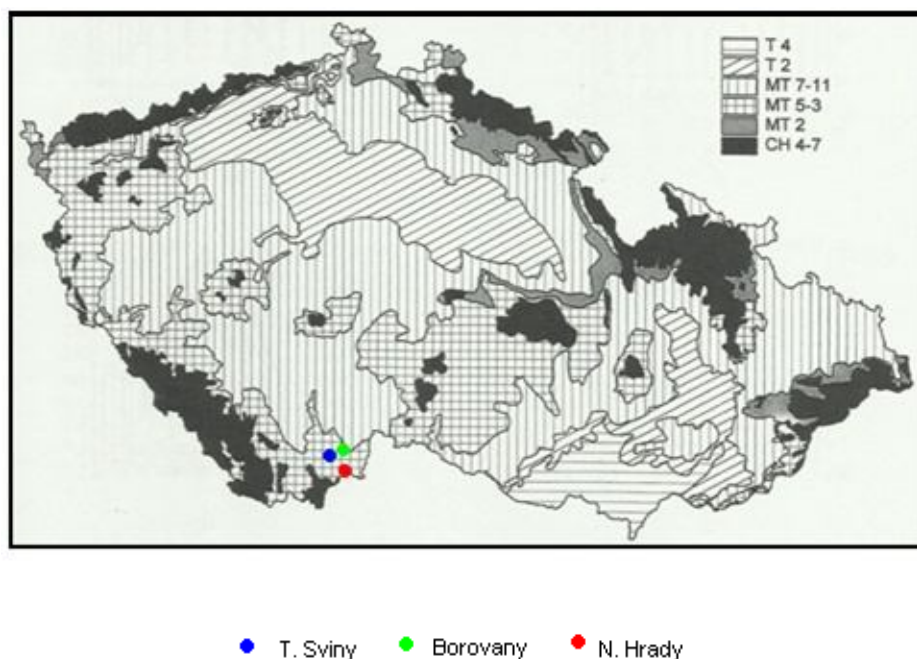 T 4
T 2
MT 7-11
MT 5-3
MT 2
CH 4-7
T. Sviny Borovany N. Hrady